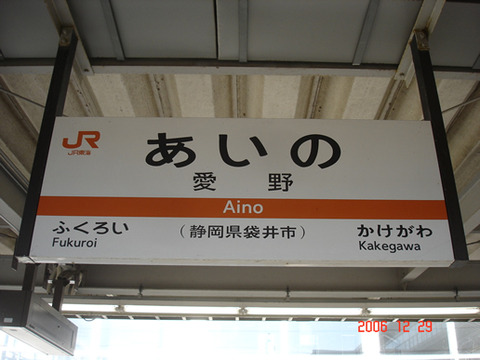 JR
JR東海
あいの
愛野
Aino
ふくろい
Fukuroi
(静岡県袋井市)
かけがわ
Kakegawa
2006 12 29